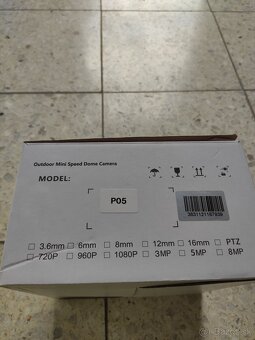 Outdoor Mini Speed Dome Camera
MODEL:
P05
3831121167939
3.6mm 6mm 8mm 12mm 16mm PTZ
720P 960P 1080P 3MP 5MP 8MP